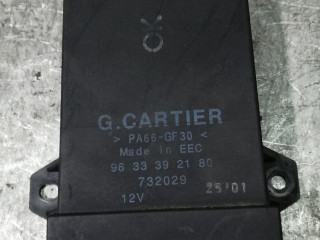 G.CARTIER
> PA66-GF30 <
Made in EEC
96 33 39 21 80
732029
25/01
12V